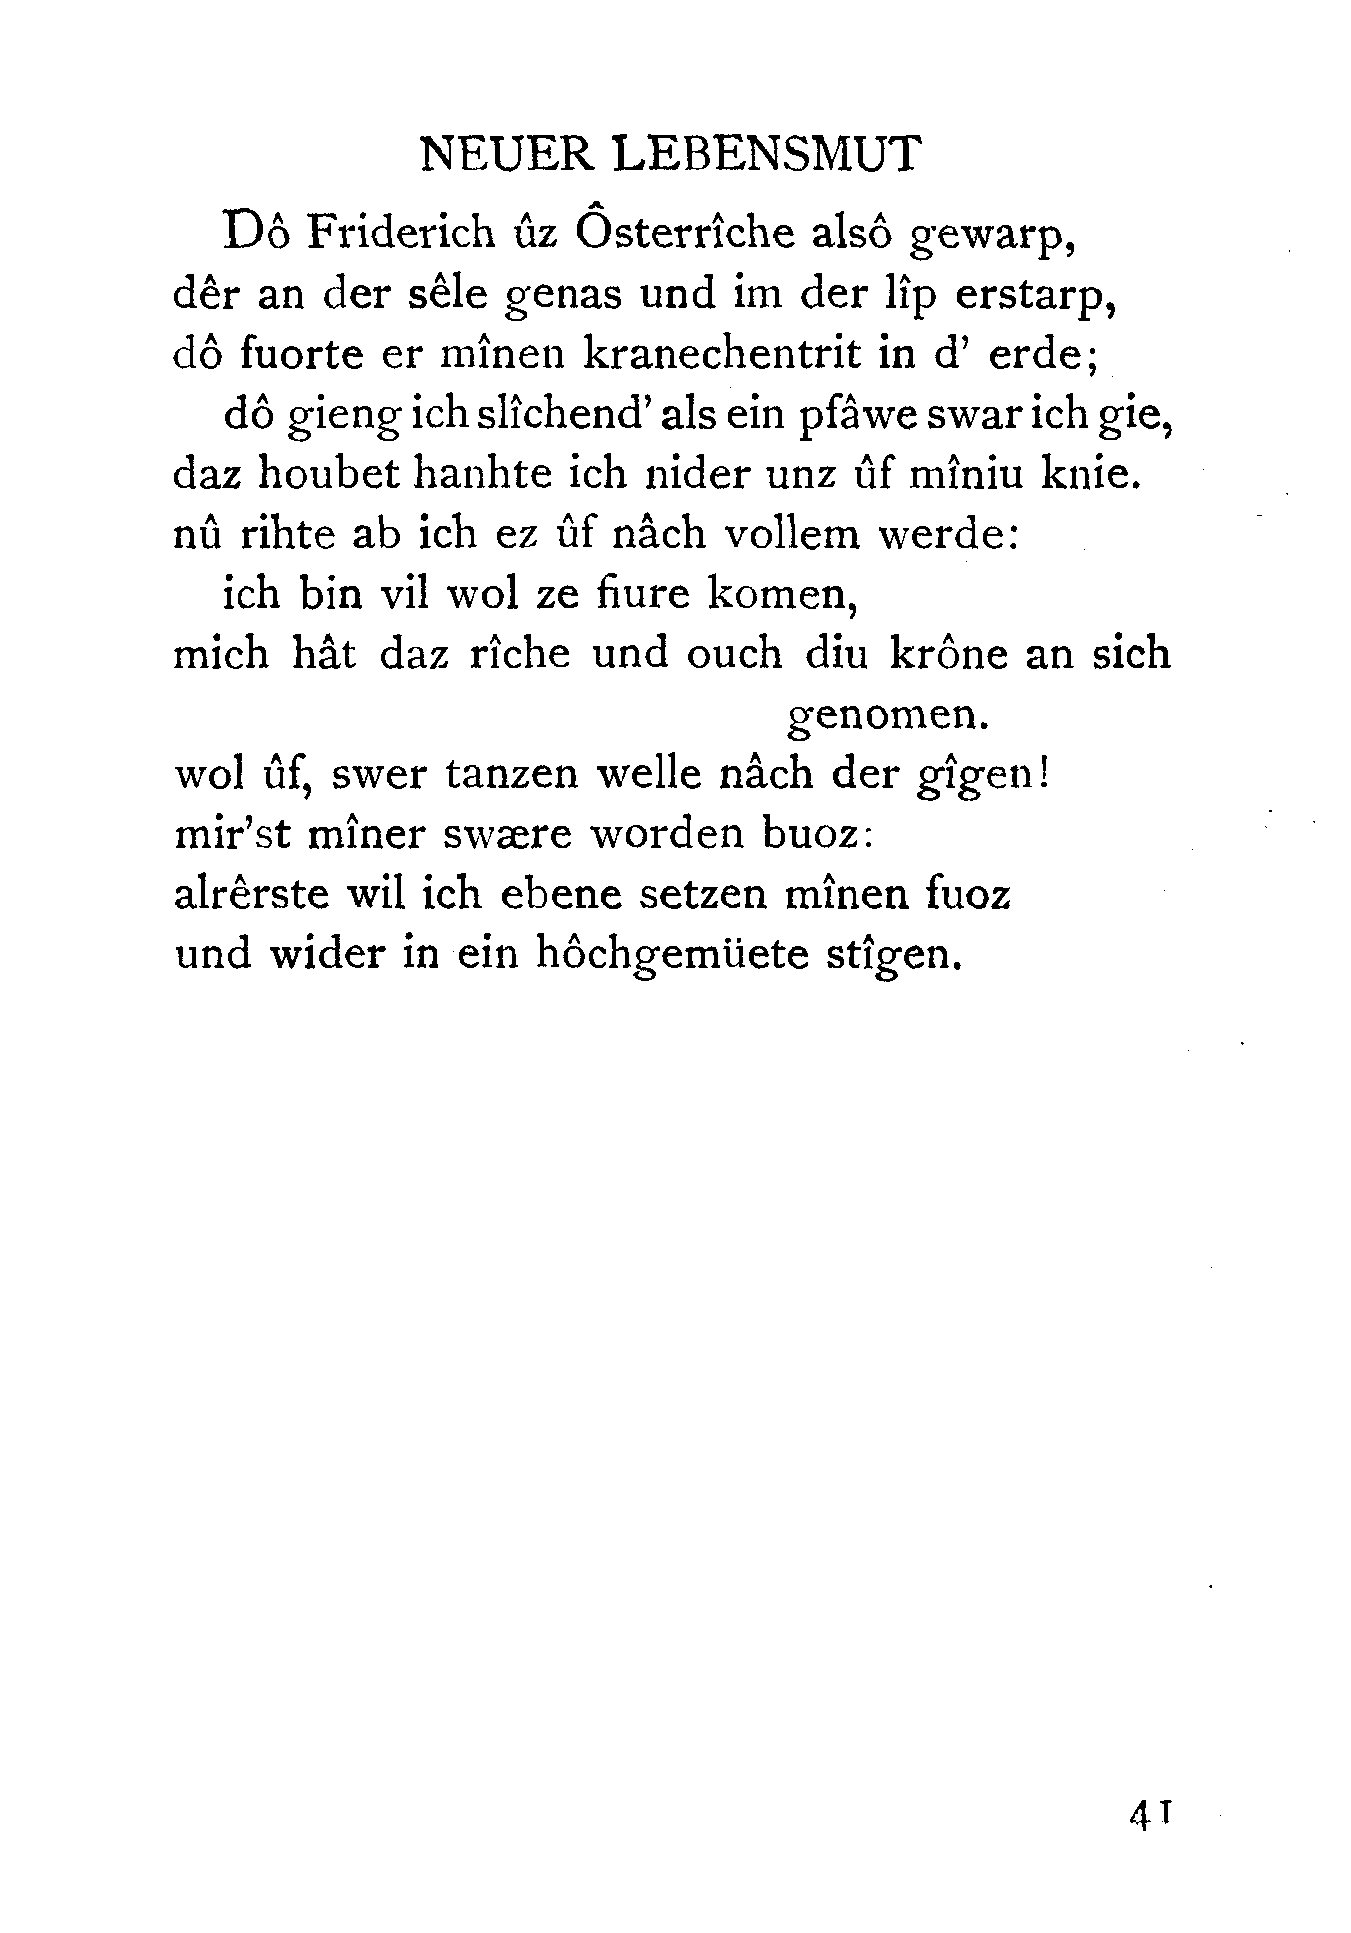 NEUER LEBENSMUT
Dô Friderich ûz Ôsterrîche alsô gewarp,
dêr an der sêle genas und im der lîp erstarp,
dô fuorte er mînen kranechentrit in d’ erde;
dô gieng ich slîchend’ als ein pfâwe swar ich gie,
daz houbet hanhte ich nider unz ûf mîniu knie.
nû rihte ab ich ez ûf nâch vollem werde:
ich bin vil wol ze fiure komen,
mich hât daz rîche und ouch diu krône an sich
genomen.
wol ûf, swer tanzen welle nâch der gîgen!
mir’st mîner swære worden buoz:
alrêrste wil ich ebene setzen mînen fuoz
und wider in ein hôchgemüete stîgen.
41